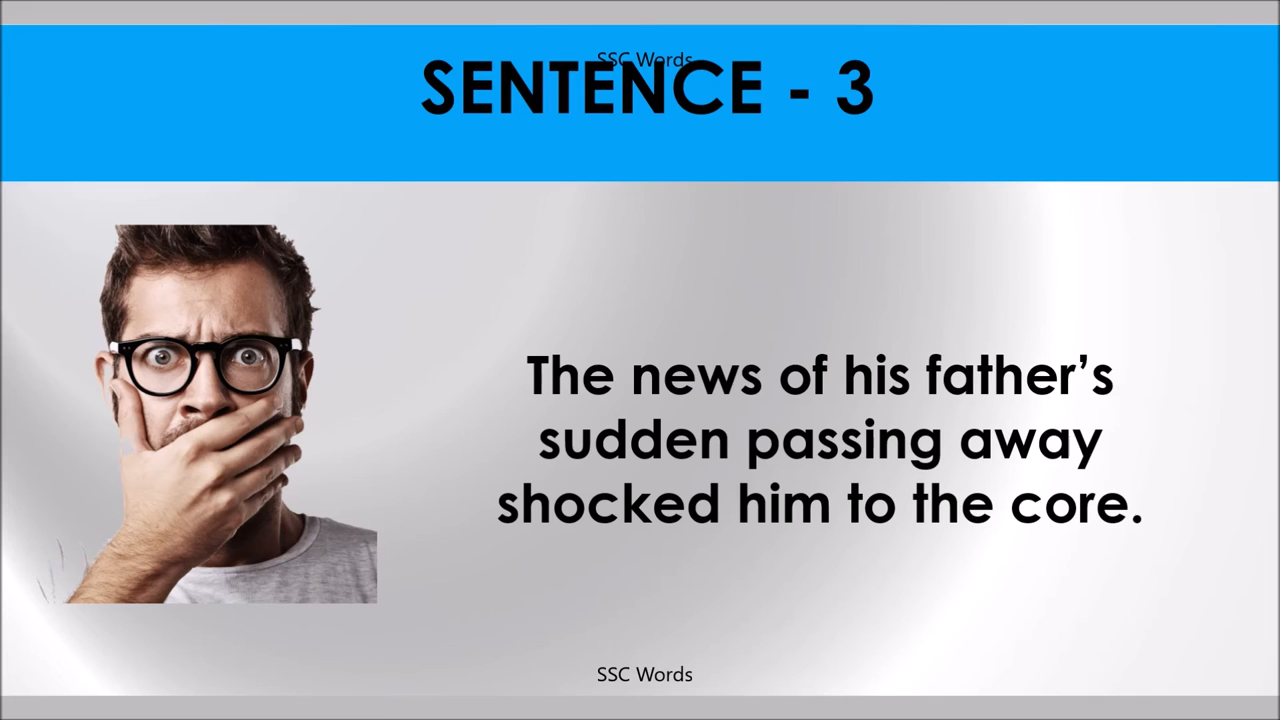 SSC Words
SENTENCE - 3
The news of his father’s
sudden passing away
shocked him to the core.
SSC Words